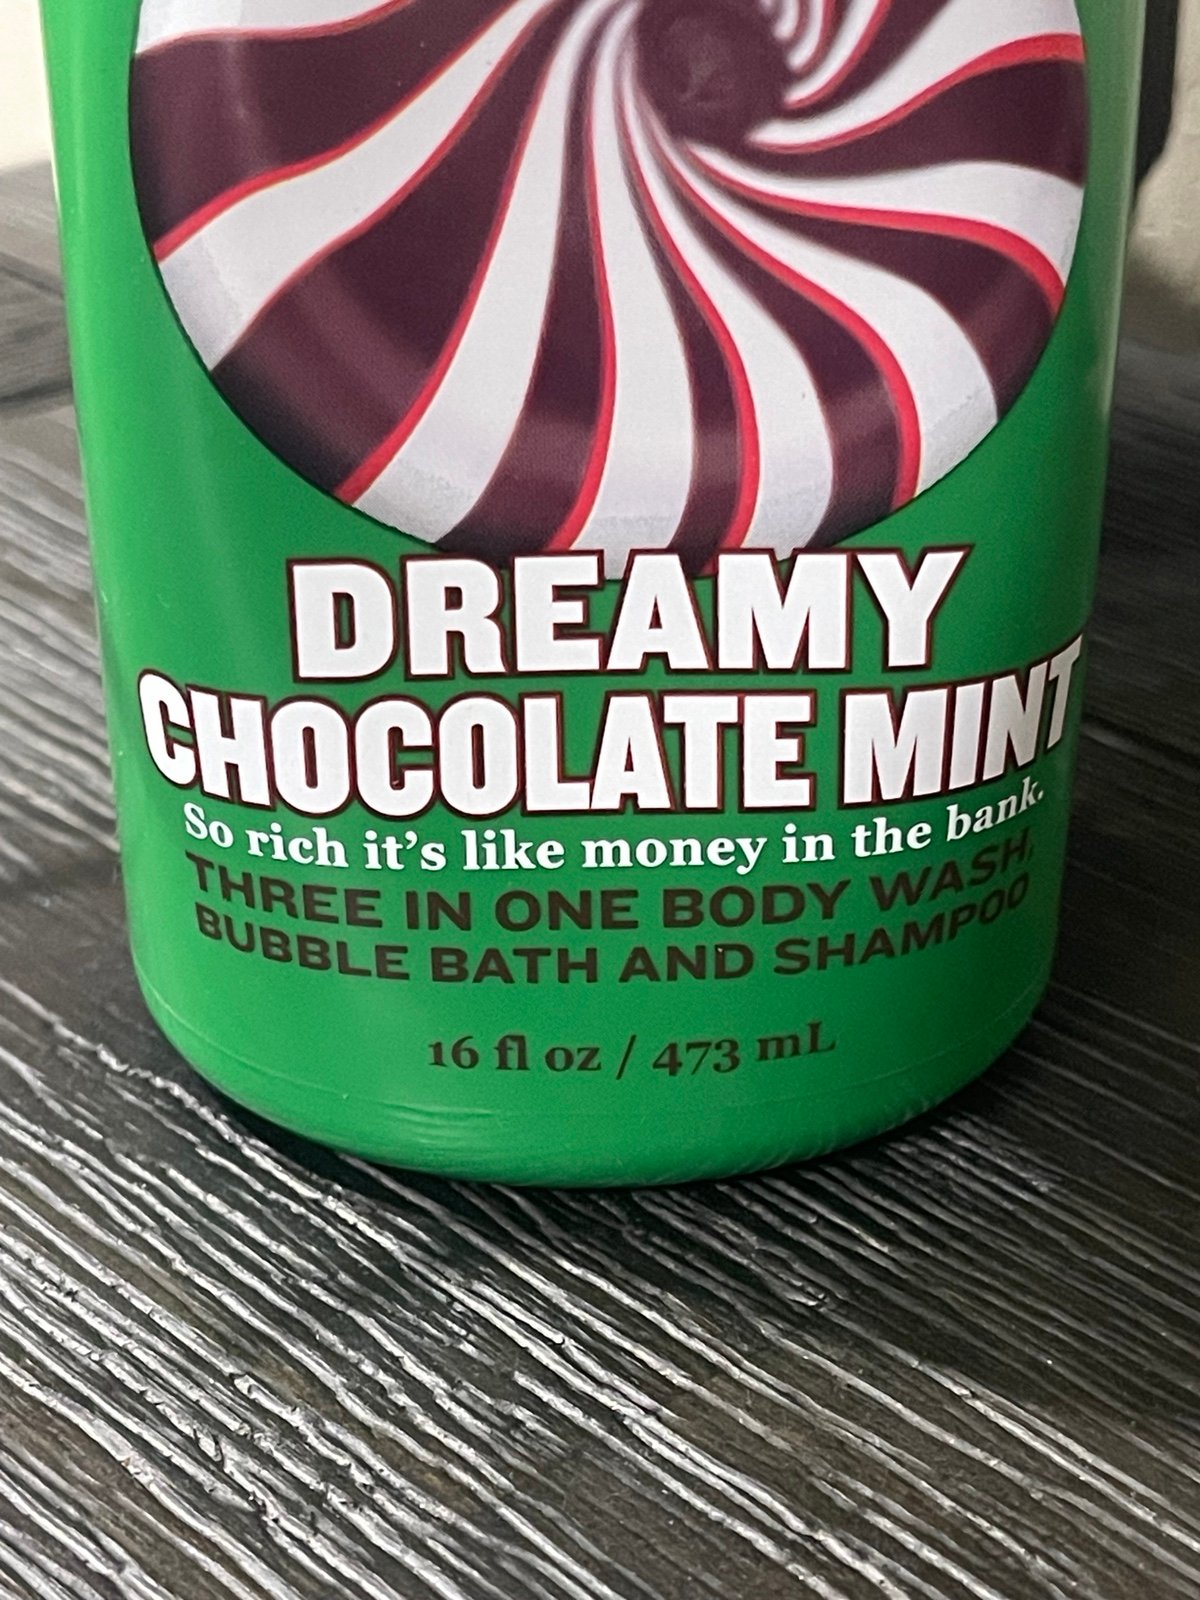 DREAMY
CHOCOLATE MINT
So rich it's like money in the bank.
THREE IN ONE BODY WASH,
BUBBLE BATH AND SHAMPOO
16 fl oz / 473 mL